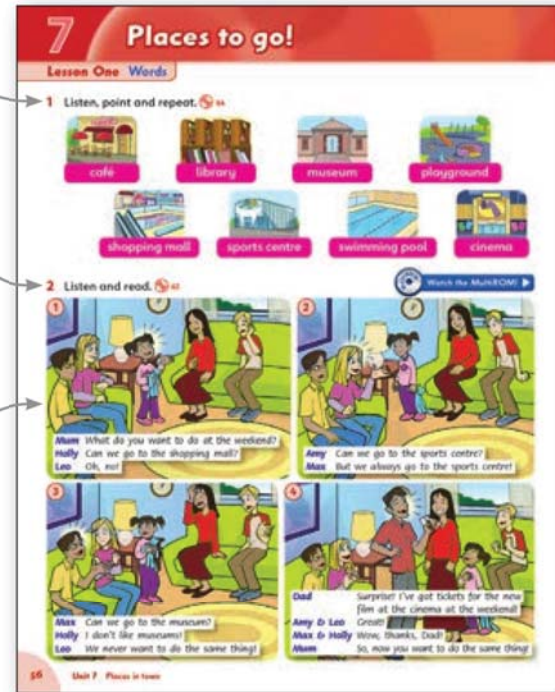 7 Places to go!
Lesson One Words
1 Listen, point and repeat.
café
library
museum
playground
shopping mall
sports centre
swimming pool
cinema
2 Listen and read.
Watch the MultiROM!
1
Mum What do you want to do at the weekend?
Holly Can we go to the shopping mall?
Leo Oh, no!
2
Amy Can we go to the sports centre?
Max But we always go to the sports centre!
3
Max Can we go to the museum?
Holly I don't like museums!
Leo We never want to do the same thing!
4
Dad Surprise! I've got tickets for the new
film at the cinema at the weekend!
Amy & Leo Great!
Max & Holly Wow, thanks, Dad!
Mum So, now you want to do the same thing!
56 Unit 7 Places in town